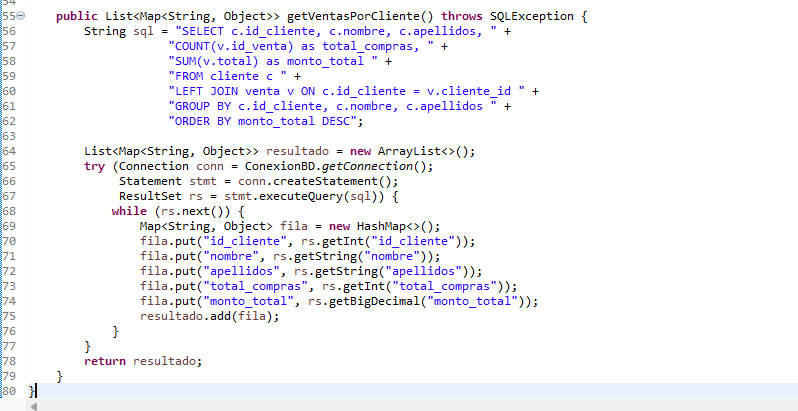 54
55 public List<Map<String, Object>> getVentasPorCliente() throws SQLException {
56 String sql = "SELECT c.id_cliente, c.nombre, c.apellidos, " +
57 "COUNT(v.id_venta) as total_compras, " +
58 "SUM(v.total) as monto_total " +
59 "FROM cliente c " +
60 "LEFT JOIN venta v ON c.id_cliente = v.cliente_id " +
61 "GROUP BY c.id_cliente, c.nombre, c.apellidos " +
62 "ORDER BY monto_total DESC";
63
64 List<Map<String, Object>> resultado = new ArrayList<>();
65 try (Connection conn = ConexionBD.getConnection();
66 Statement stmt = conn.createStatement();
67 ResultSet rs = stmt.executeQuery(sql)) {
68 while (rs.next()) {
69 Map<String, Object> fila = new HashMap<>();
70 fila.put("id_cliente", rs.getInt("id_cliente"));
71 fila.put("nombre", rs.getString("nombre"));
72 fila.put("apellidos", rs.getString("apellidos"));
73 fila.put("total_compras", rs.getInt("total_compras"));
74 fila.put("monto_total", rs.getBigDecimal("monto_total"));
75 resultado.add(fila);
76 }
77 }
78 return resultado;
79 }
80 }